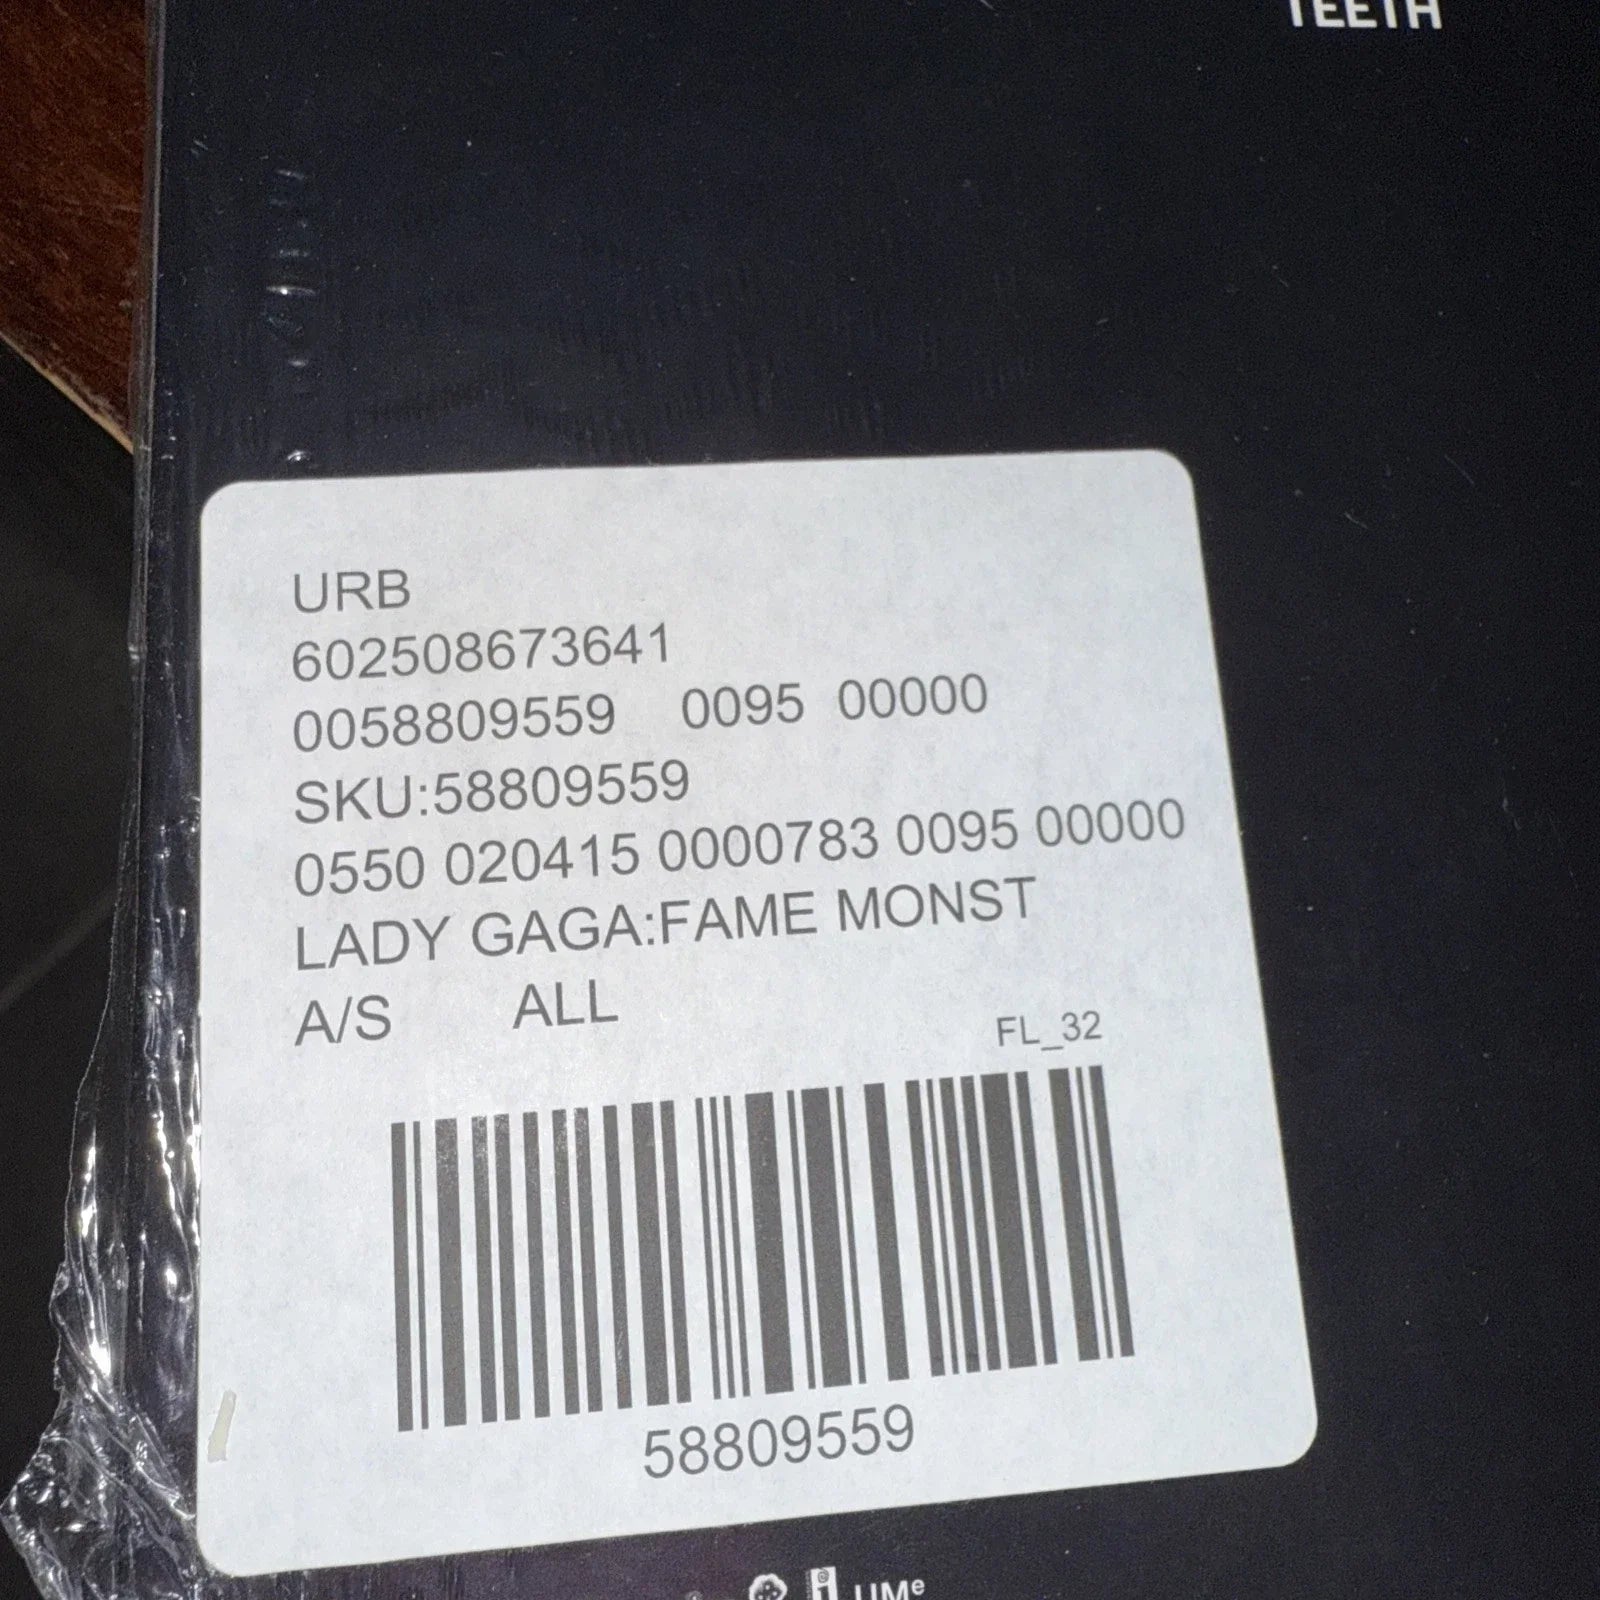 TEETH
URB
602508673641
0058809559 0095 00000
SKU:58809559
0550 020415 0000783 0095 00000
LADY GAGA:FAME MONST
A/S ALL
FL_32
58809559
UMe